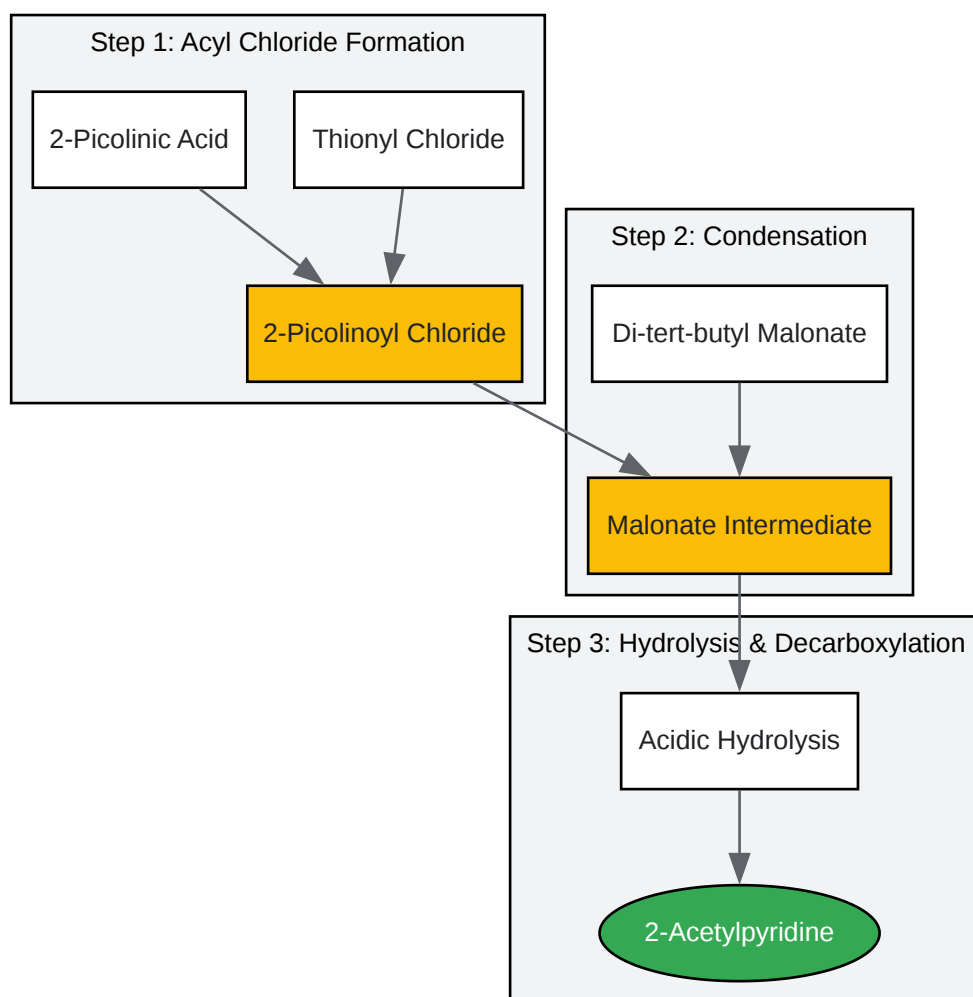 Step 1: Acyl Chloride Formation
2-Picolinic Acid
Thionyl Chloride
2-Picolinoyl Chloride
Step 2: Condensation
Di-tert-butyl Malonate
Malonate Intermediate
Step 3: Hydrolysis & Decarboxylation
Acidic Hydrolysis
2-Acetylpyridine